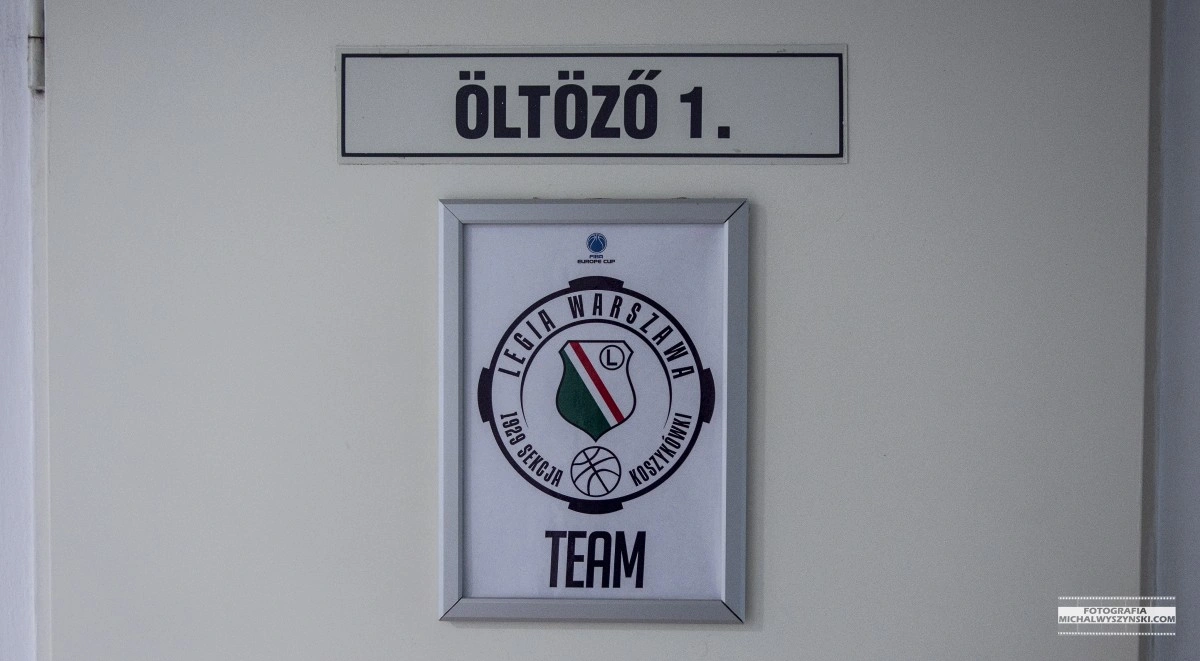 ÖLTÖZŐ 1.
FIBA
EUROPE CUP
LEGIA WARSZAWA
L
1929 SEKCJA KOSZYKÓWKI
TEAM
FOTOGRAFIA
MICHALWYSZYNSKI.COM